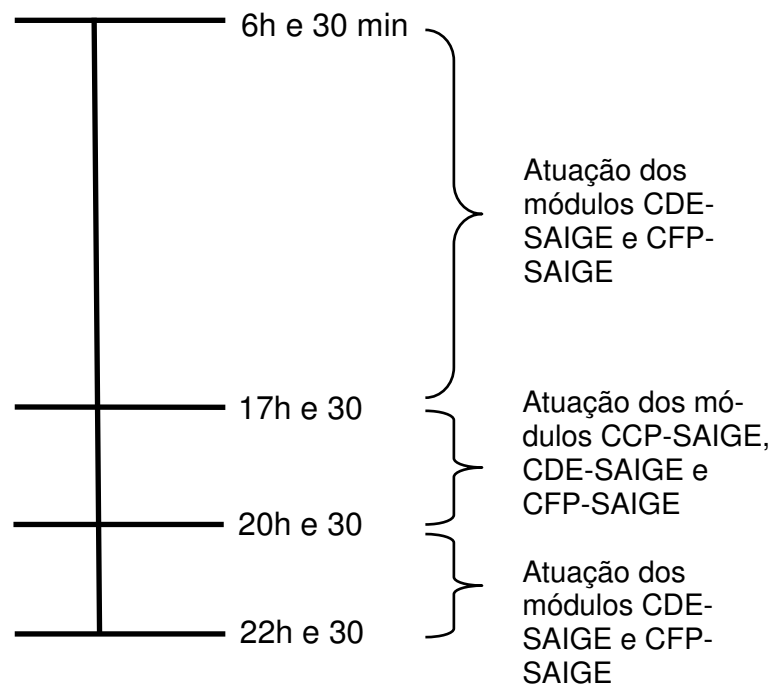 6h e 30 min
Atuação dos
módulos CDE-
SAIGE e CFP-
SAIGE
17h e 30
Atuação dos mó-
dulos CCP-SAIGE,
CDE-SAIGE e
CFP-SAIGE
20h e 30
Atuação dos
módulos CDE-
SAIGE e CFP-
SAIGE
22h e 30